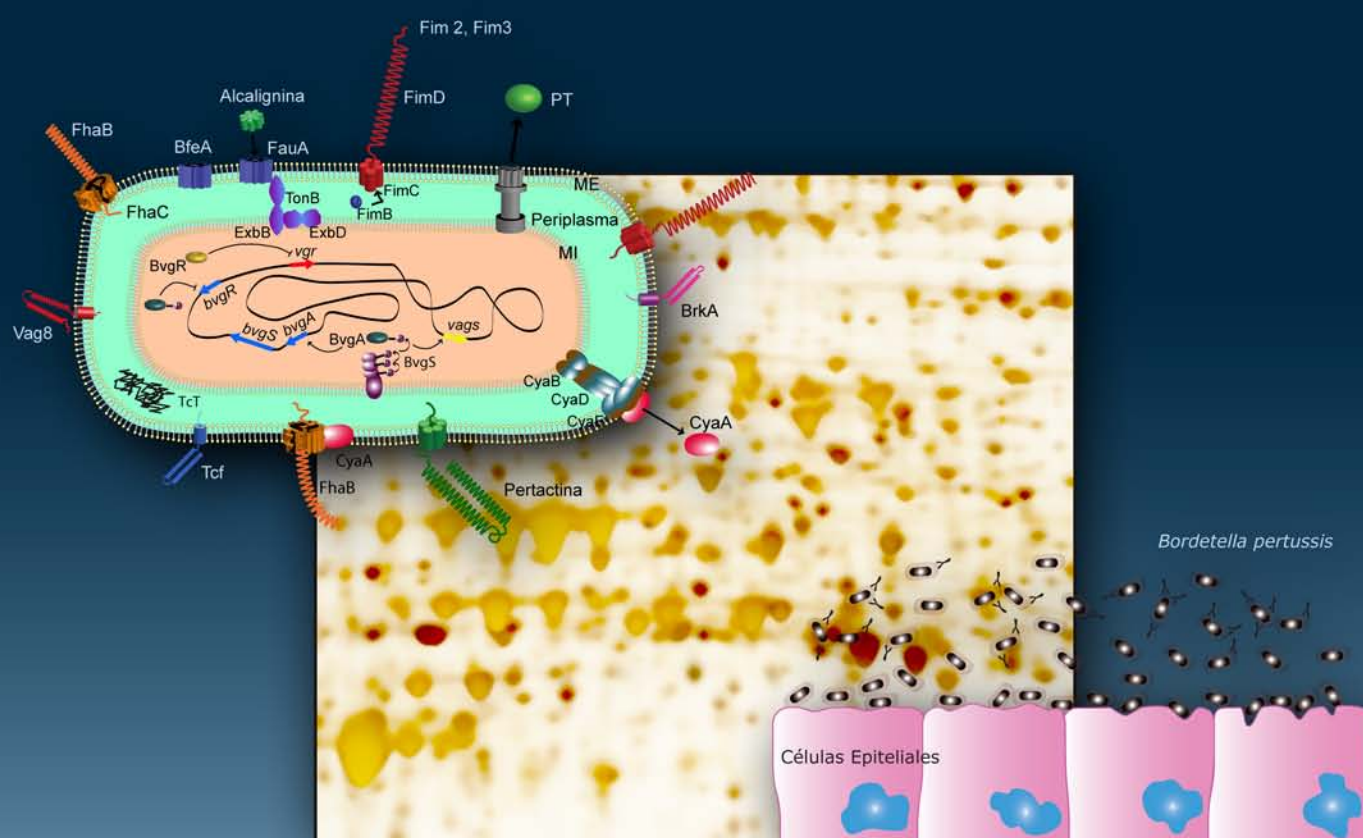 Fim 2, Fim3
Alcalignina
FimD
PT
FhaB
BfeA
FauA
ME
FimC
TonB
FimB
FhaC
Periplasma
ExbB
ExbD
vgr
MI
BvgR
bvgR
BrkA
Vag8
bvgS
bvgA
BvgA
vags
BvgS
CyaB
CyaD
TcT
CyaE
CyaA
Tcf
CyaA
FhaB
Pertactina
Bordetella pertussis
Células Epiteliales